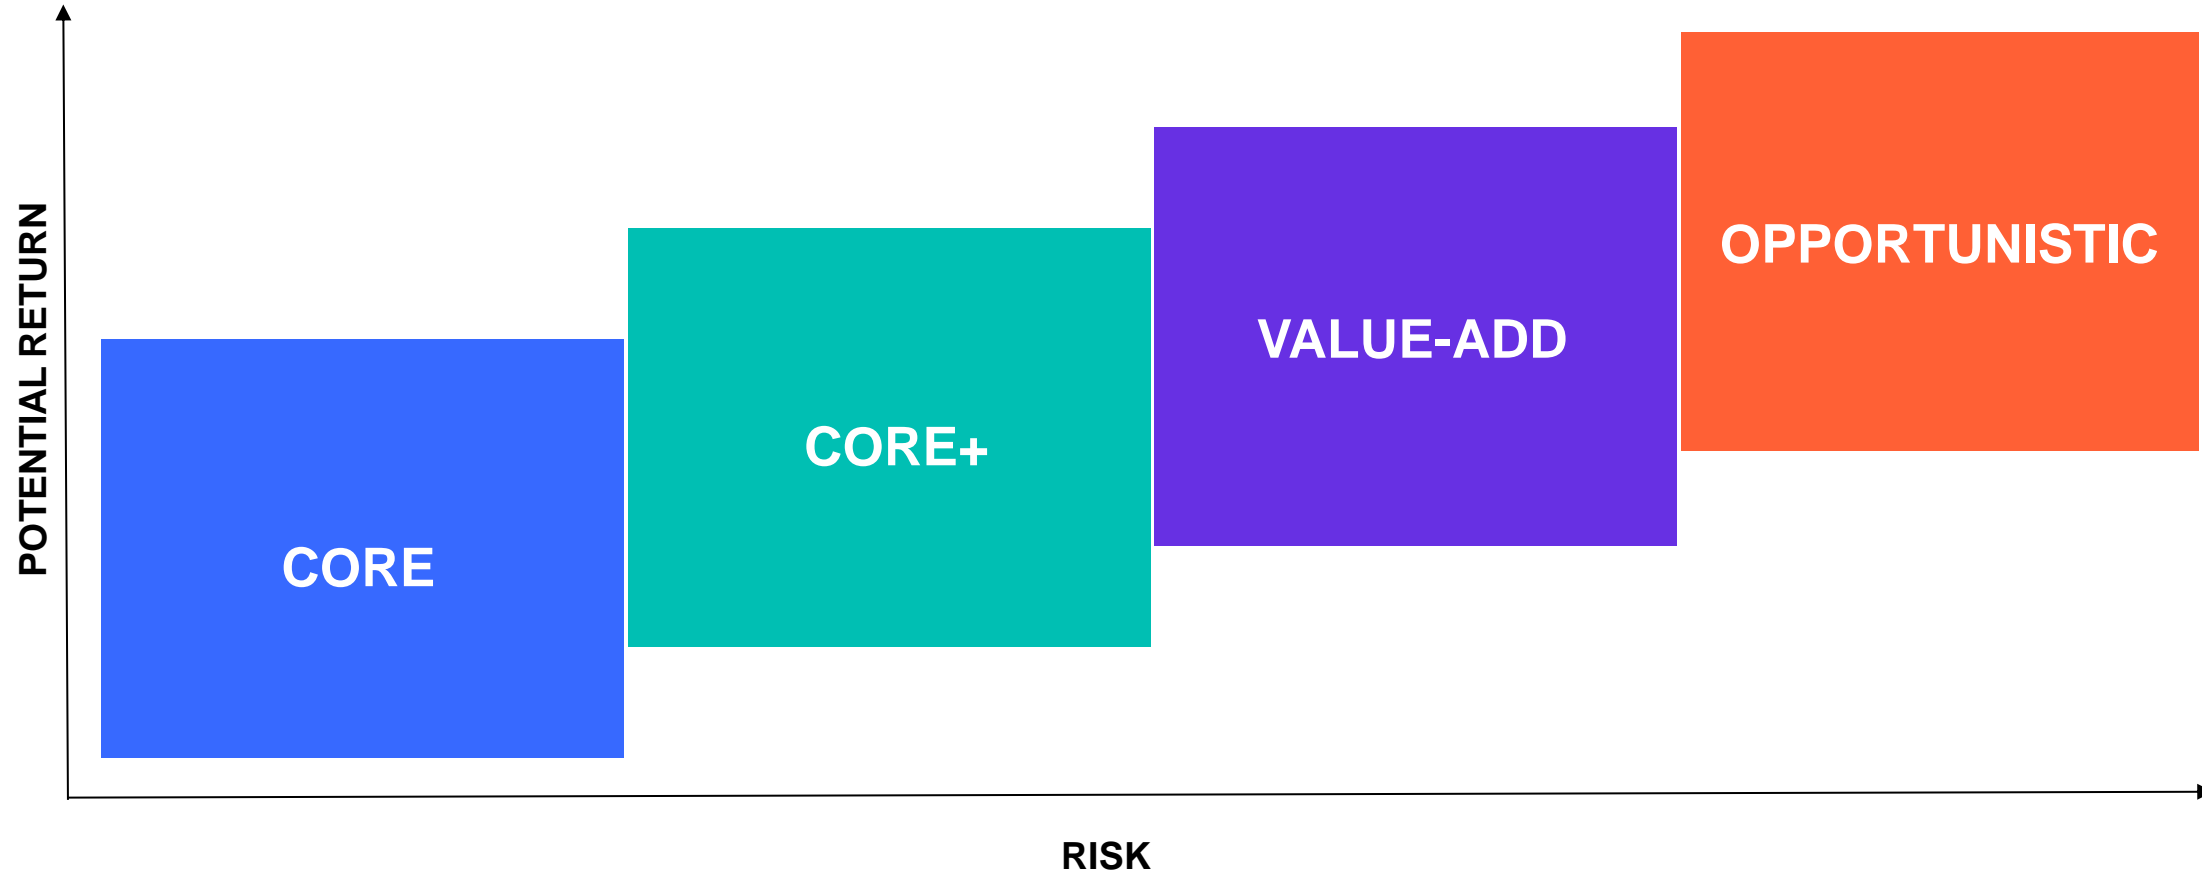 POTENTIAL RETURN
CORE
CORE+
VALUE-ADD
OPPORTUNISTIC
RISK